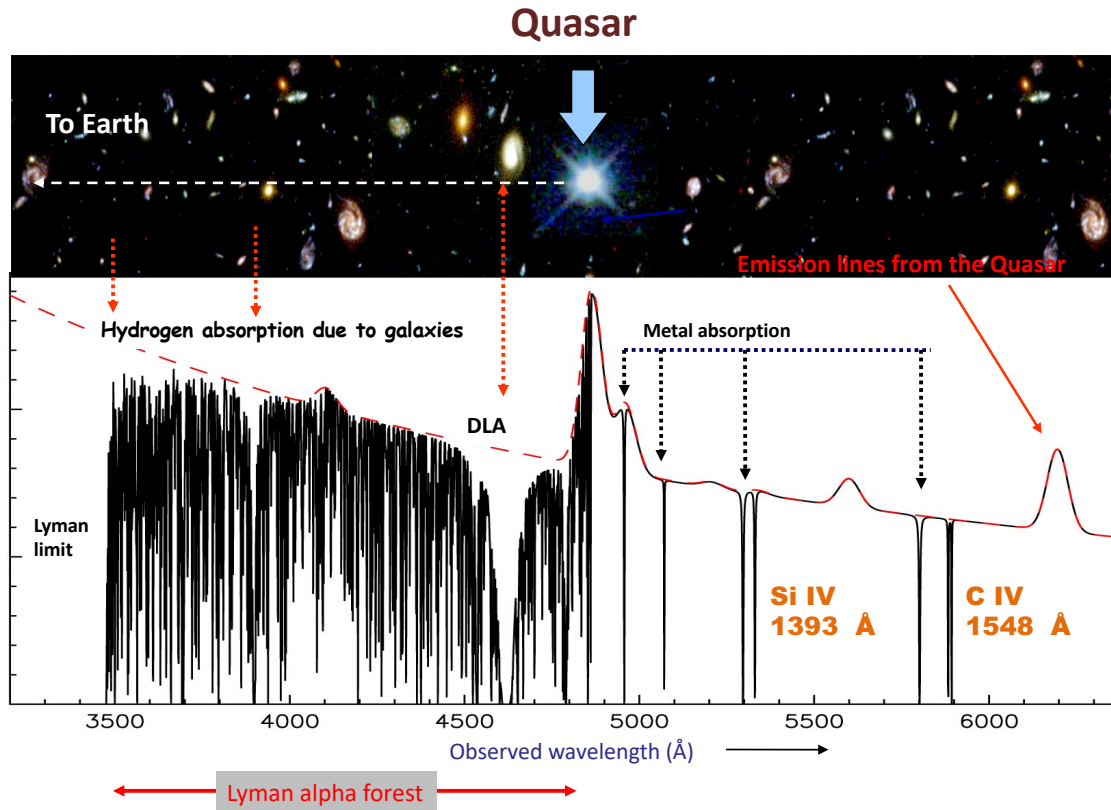 Quasar
To Earth
Emission lines from the Quasar
Hydrogen absorption due to galaxies
Metal absorption
DLA
Lyman
limit
Si IV
1393 Å
C IV
1548 Å
3500 4000 4500 5000 5500 6000
Observed wavelength (Å)
Lyman alpha forest